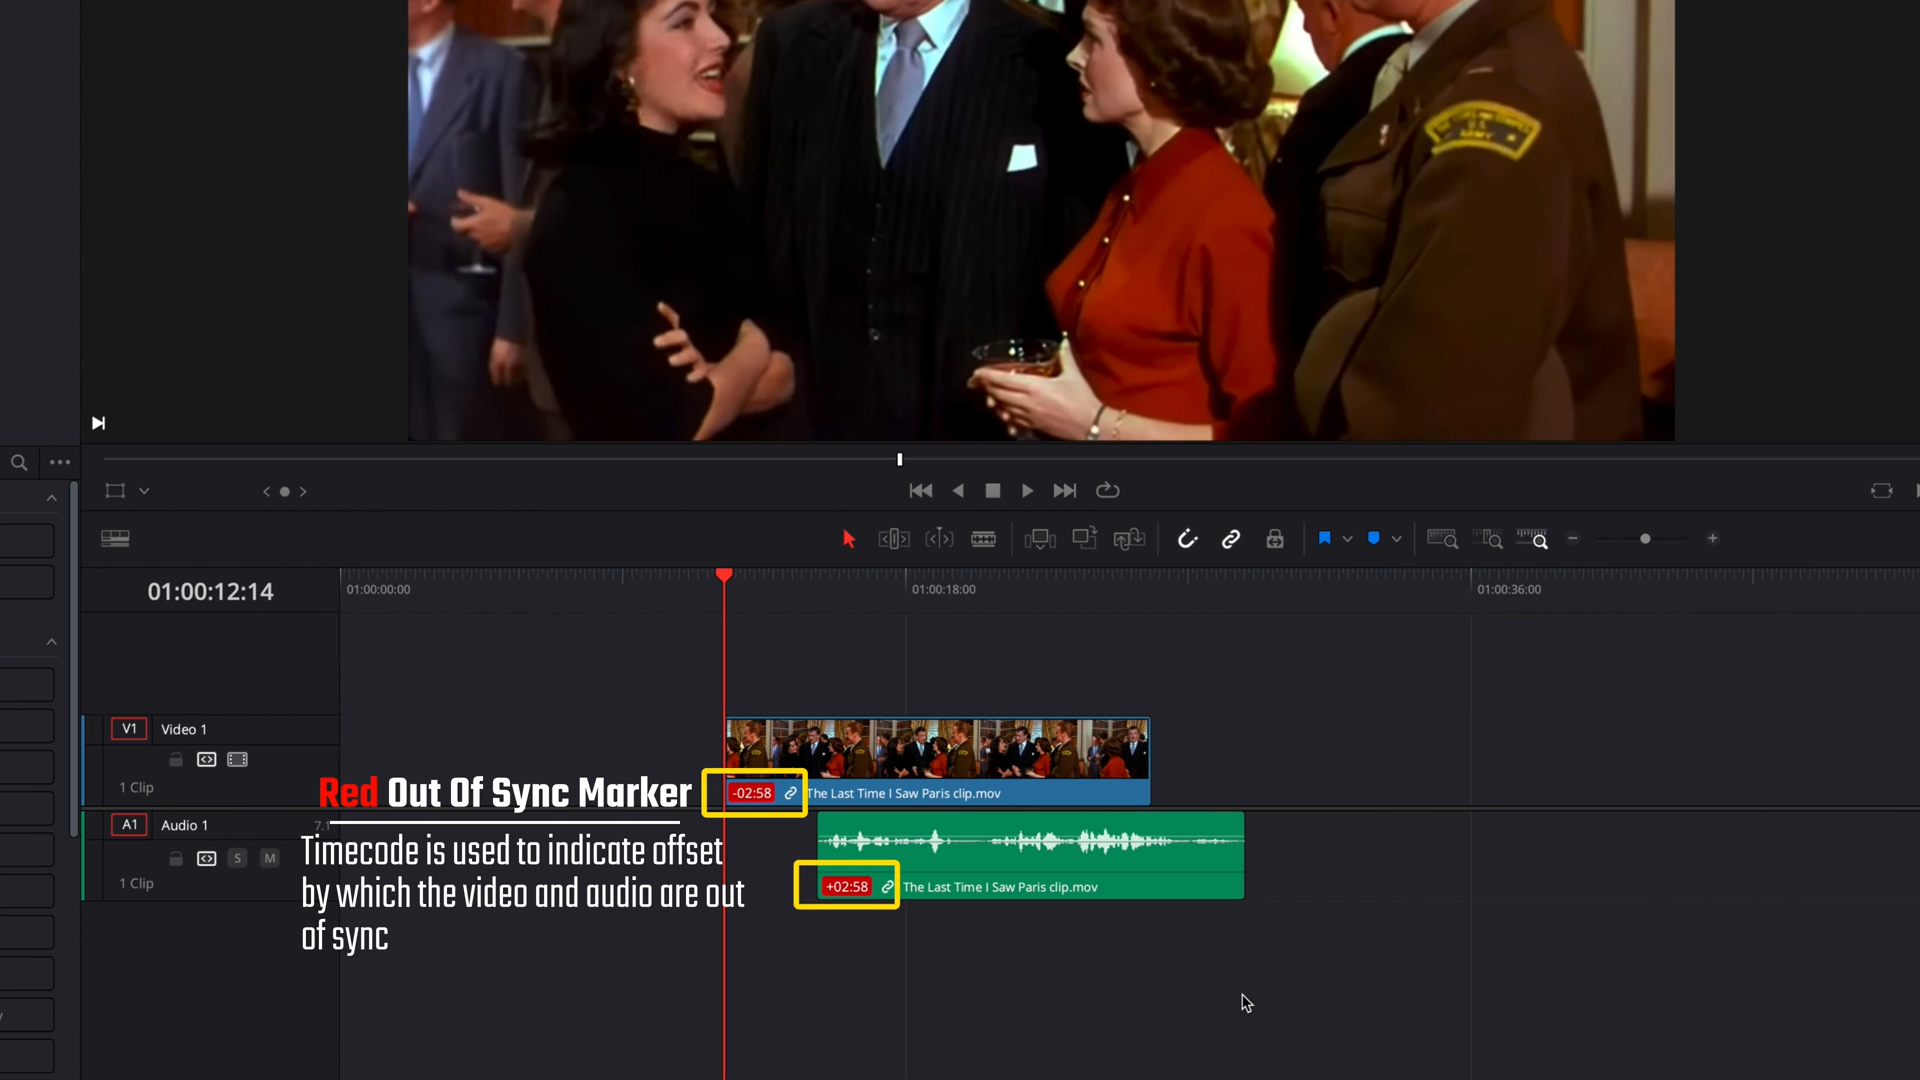 U.S.
ARMY
01:00:12:14
01:00:00:00
01:00:18:00
01:00:36:00
V1
Video 1
1 Clip
Red Out Of Sync Marker
-02:58
The Last Time I Saw Paris clip.mov
A1
Audio 1
7.1
S
M
1 Clip
Timecode is used to indicate offset
by which the video and audio are out
of sync
+02:58
The Last Time I Saw Paris clip.mov